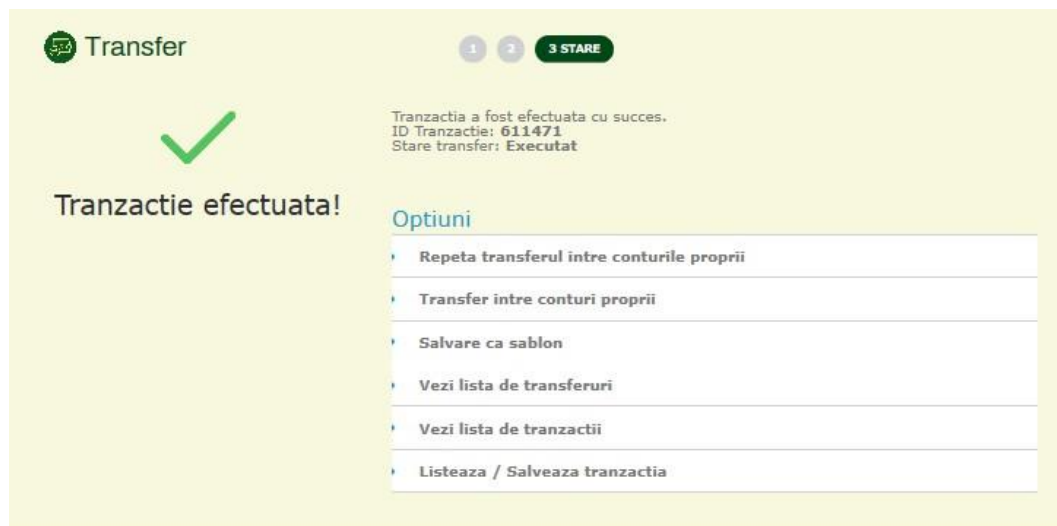 Transfer
1 2 3 STARE
Tranzactia a fost efectuata cu succes.
ID Tranzactie: 611471
Stare transfer: Executat
Tranzactie efectuata!
Optiuni
Repeta transferul intre conturile proprii
Transfer intre conturi proprii
Salvare ca sablon
Vezi lista de transferuri
Vezi lista de tranzactii
Listeaza / Salveaza tranzactia